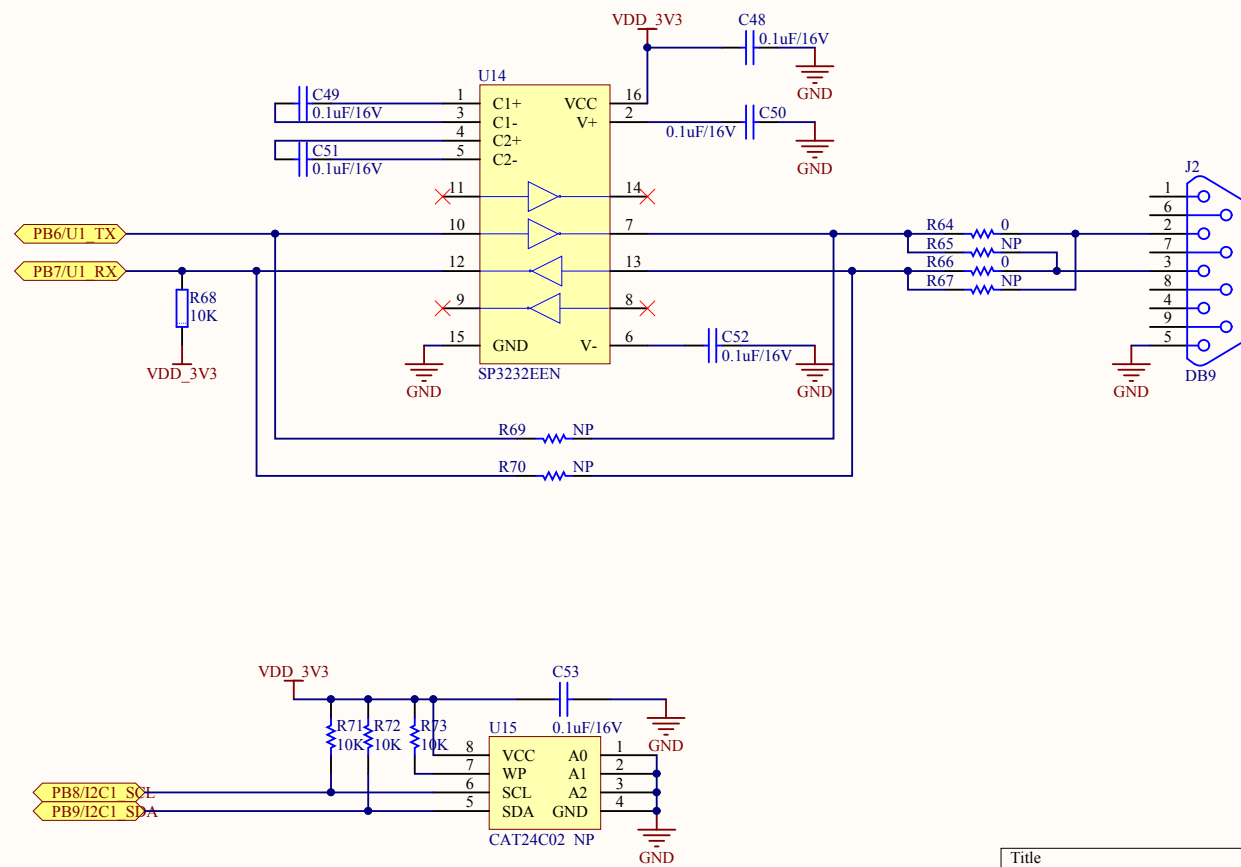 VDD_3V3
C48
0.1uF/16V
GND
U14
C49
0.1uF/16V
1 C1+ VCC 16
3 C1- V+ 2
4 C2+
5 C2-
C51
0.1uF/16V
C50
0.1uF/16V
GND
11 14
PB6/U1_TX 10 7
PB7/U1_RX 12 13
9 8
15 GND V- 6
SP3232EEN
GND
R68
10K
VDD_3V3
C52
0.1uF/16V
GND
R64 0
R65 NP
R66 0
R67 NP
J2
1
6
2
7
3
8
4
9
5
DB9
GND
R69 NP
R70 NP
VDD_3V3
C53
0.1uF/16V
GND
R71
10K
R72
10K
R73
10K
U15
8 VCC A0 1
7 WP A1 2
6 SCL A2 3
5 SDA GND 4
CAT24C02 NP
PB8/I2C1_SCL
PB9/I2C1_SDA
GND
Title